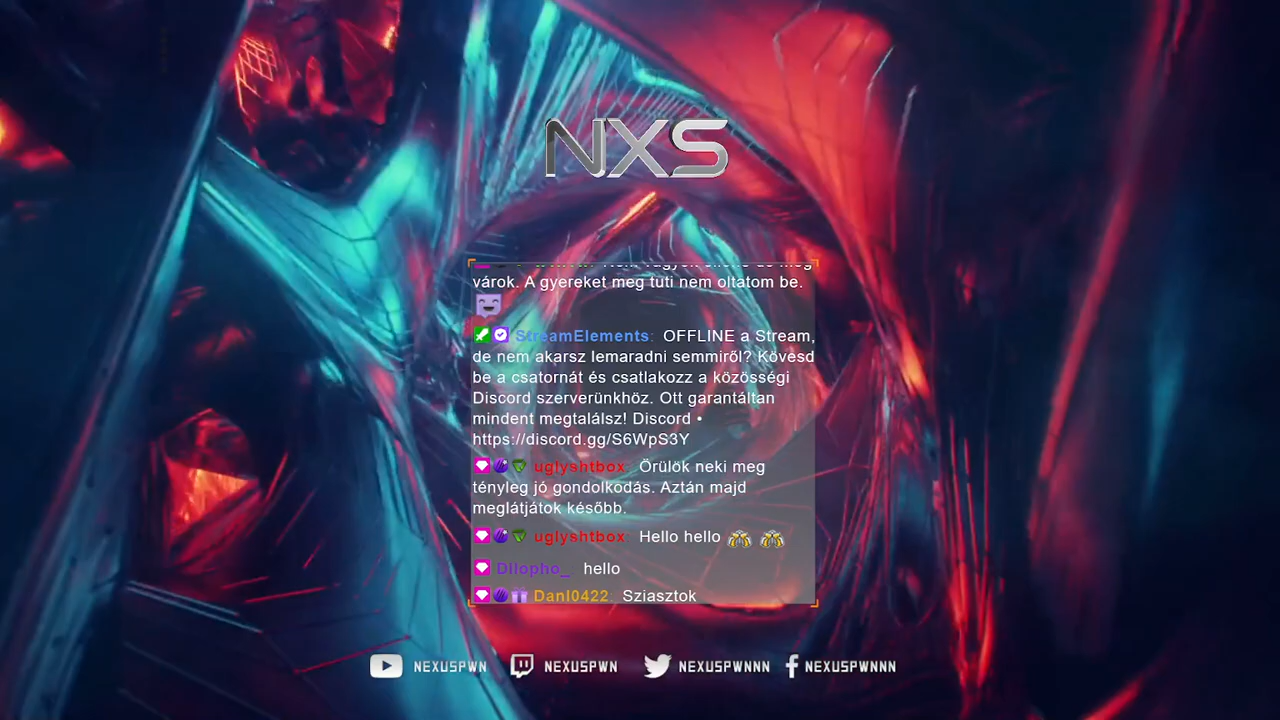 NXS
várok. A gyereket meg tuti nem oltatom be.
StreamElements: OFFLINE a Stream,
de nem akarsz lemaradni semmiről? Kövesd
be a csatornát és csatlakozz a közösségi
Discord szerverünkhöz. Ott garantáltan
mindent megtalálsz! Discord •
https://discord.gg/S6WpS3Y
uglyshtbox: Örülök neki meg
tényleg jó gondolkodás. Aztán majd
meglátjátok később.
uglyshtbox: Hello hello
Dilopho_ hello
Danl0422: Sziasztok
NEXUSPWN NEXUSPWN NEXUSPWNNN NEXUSPWNNN